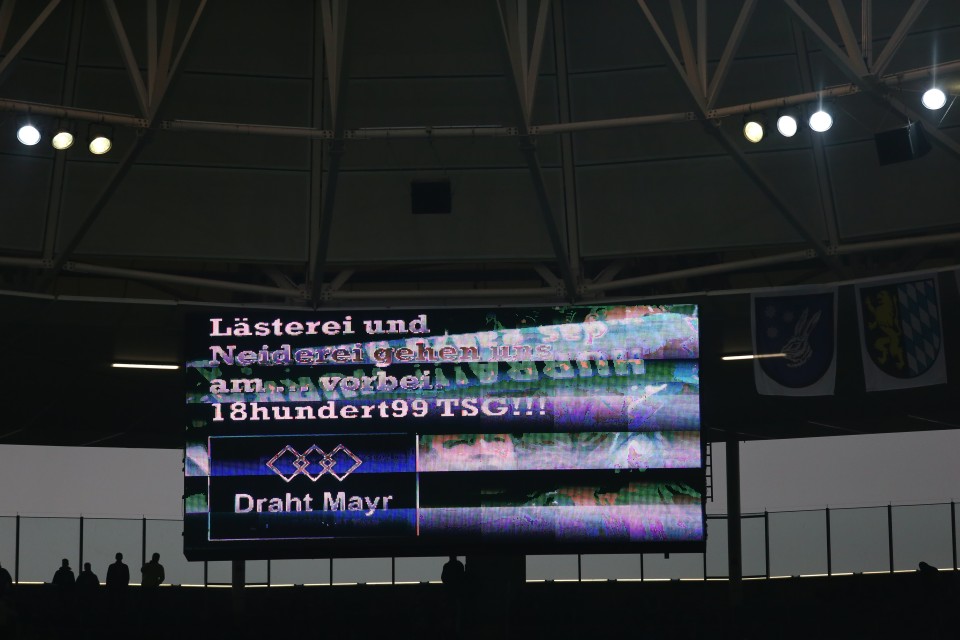 Lästerei und
Neiderei gehen uns
am.... vorbei.
18hundert99 TSG!!!
Draht Mayr